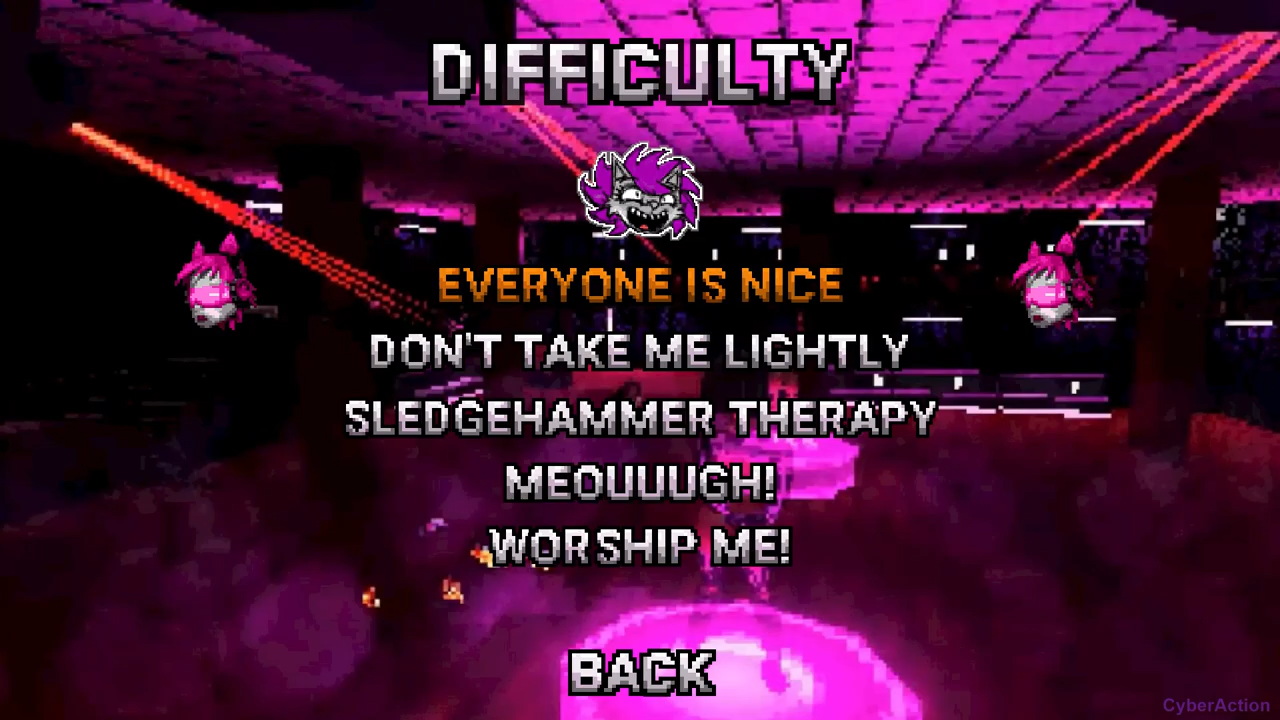 DIFFICULTY
EVERYONE IS NICE
DON'T TAKE ME LIGHTLY
SLEDGEHAMMER THERAPY
MEOUUUGH!
WORSHIP ME!
BACK
CyberAction